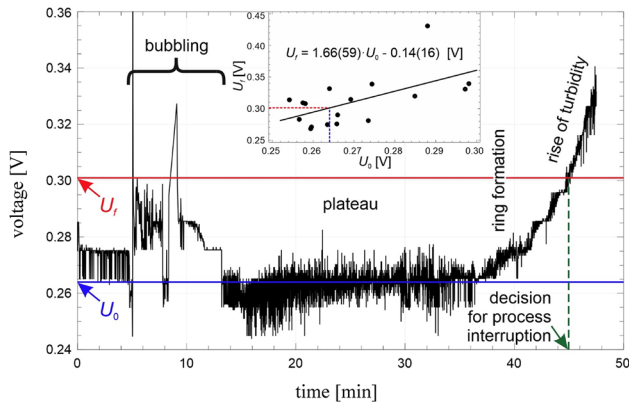 0.36
0.34
0.32
0.30
0.28
0.26
0.24
voltage [V]
0
10
20
30
40
50
time [min]
bubbling
U_f
U_0
plateau
ring formation
rise of turbidity
decision
for process
interruption
0.45
0.40
0.35
0.30
0.25
U_f [V]
U_f = 1.66(59)·U_0 - 0.14(16) [V]
0.25
0.26
0.27
0.28
0.29
0.30
U_0 [V]